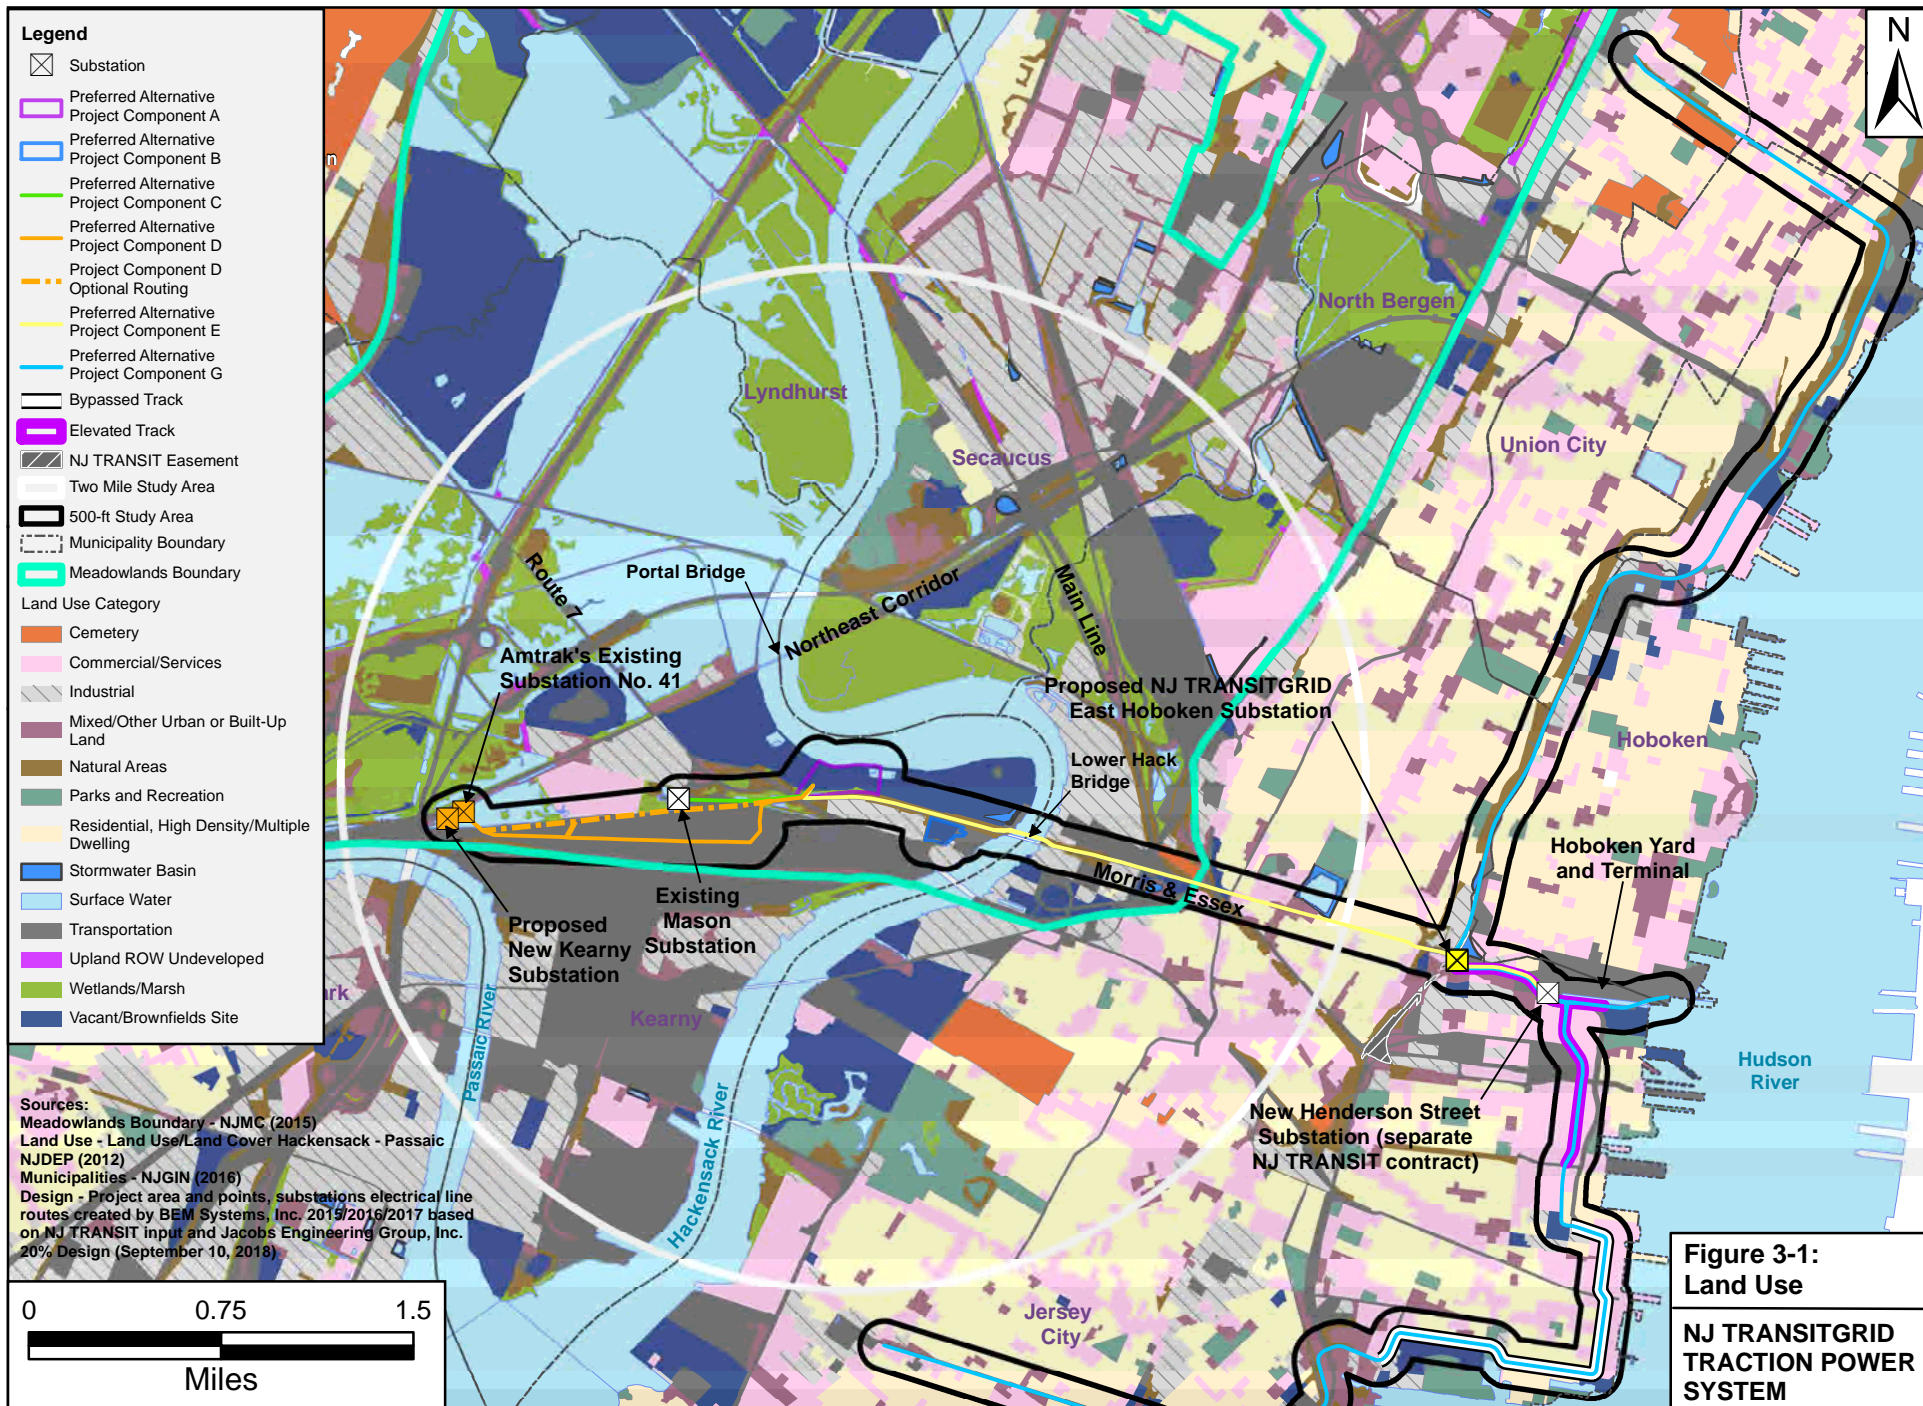 Legend
Substation
Preferred Alternative
Project Component A
Preferred Alternative
Project Component B
Preferred Alternative
Project Component C
Preferred Alternative
Project Component D
Project Component D
Optional Routing
Preferred Alternative
Project Component E
Preferred Alternative
Project Component G
Bypassed Track
Elevated Track
NJ TRANSIT Easement
Two Mile Study Area
500-ft Study Area
Municipality Boundary
Meadowlands Boundary
Land Use Category
Cemetery
Commercial/Services
Industrial
Mixed/Other Urban or Built-Up
Land
Natural Areas
Parks and Recreation
Residential, High Density/Multiple
Dwelling
Stormwater Basin
Surface Water
Transportation
Upland ROW Undeveloped
Wetlands/Marsh
Vacant/Brownfields Site
N
North Bergen
Lyndhurst
Union City
Secaucus
Route 7
Portal Bridge
Northeast Corridor
Main Line
Amtrak's Existing
Substation No. 41
Proposed NJ TRANSITGRID
East Hoboken Substation
Hoboken
Lower Hack
Bridge
Hoboken Yard
and Terminal
Morris & Essex
Existing
Mason
Substation
Proposed
New Kearny
Substation
rk
Kearny
Passaic River
Hackensack River
Hudson
River
New Henderson Street
Substation (separate
NJ TRANSIT contract)
Jersey
City
Sources:
Meadowlands Boundary - NJMC (2015)
Land Use - Land Use/Land Cover Hackensack - Passaic
NJDEP (2012)
Municipalities - NJGIN (2016)
Design - Project area and points, substations electrical line
routes created by BEM Systems, Inc. 2015/2016/2017 based
on NJ TRANSIT input and Jacobs Engineering Group, Inc.
20% Design (September 10, 2018)
0 0.75 1.5
Miles
Figure 3-1:
Land Use
NJ TRANSITGRID
TRACTION POWER
SYSTEM